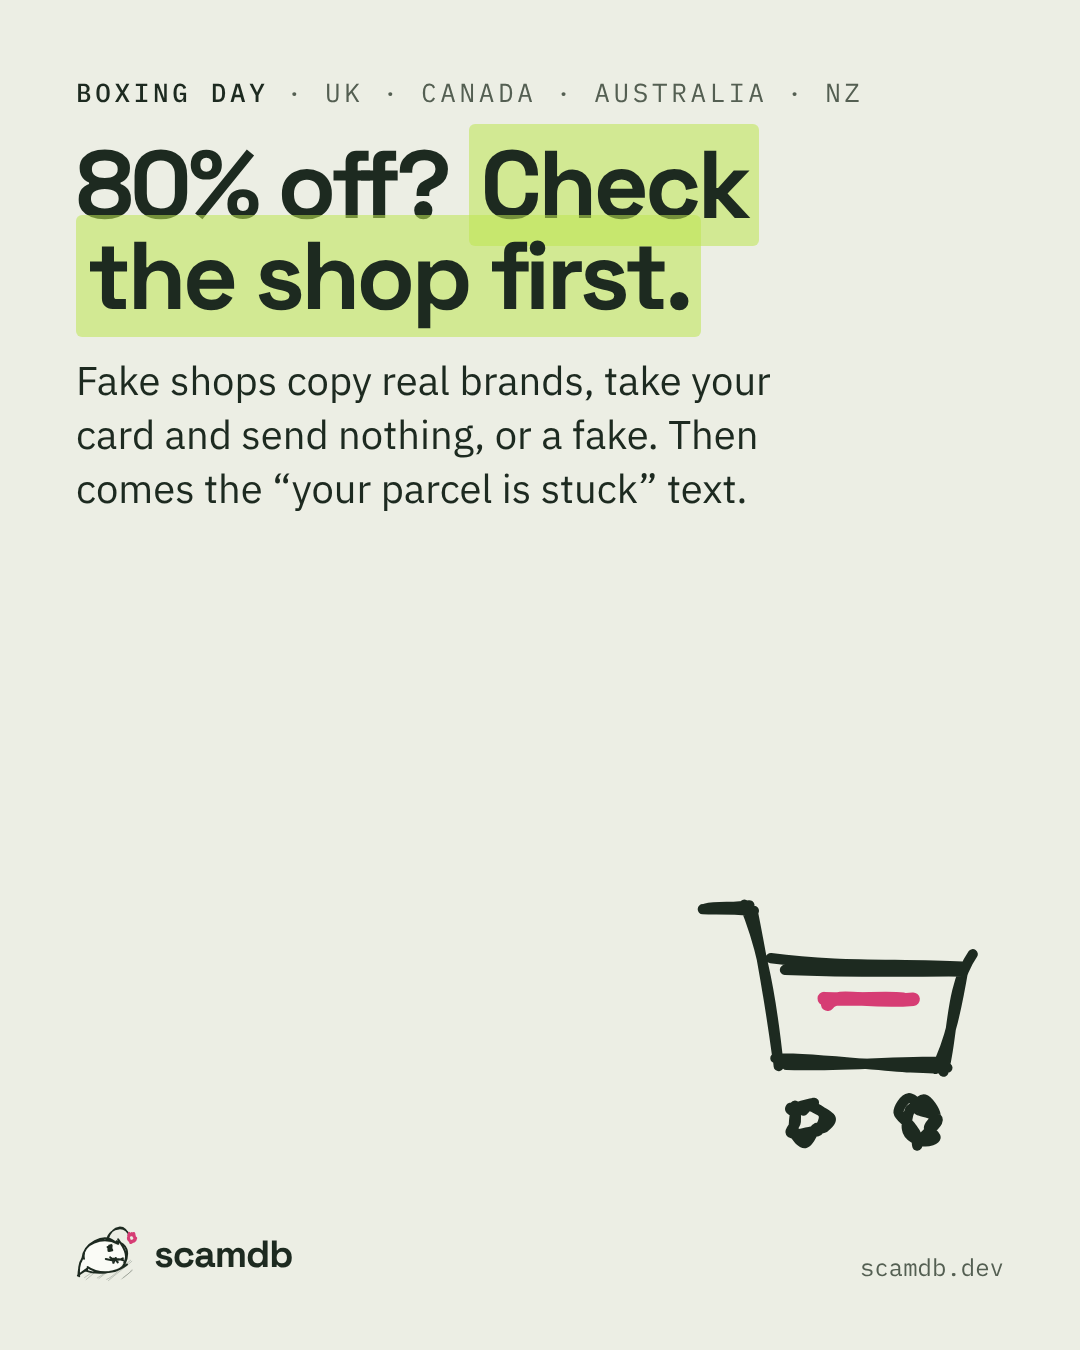 BOXING DAY · UK · CANADA · AUSTRALIA · NZ
80% off? Check
the shop first.
Fake shops copy real brands, take your
card and send nothing, or a fake. Then
comes the “your parcel is stuck” text.
scamdb
scamdb.dev